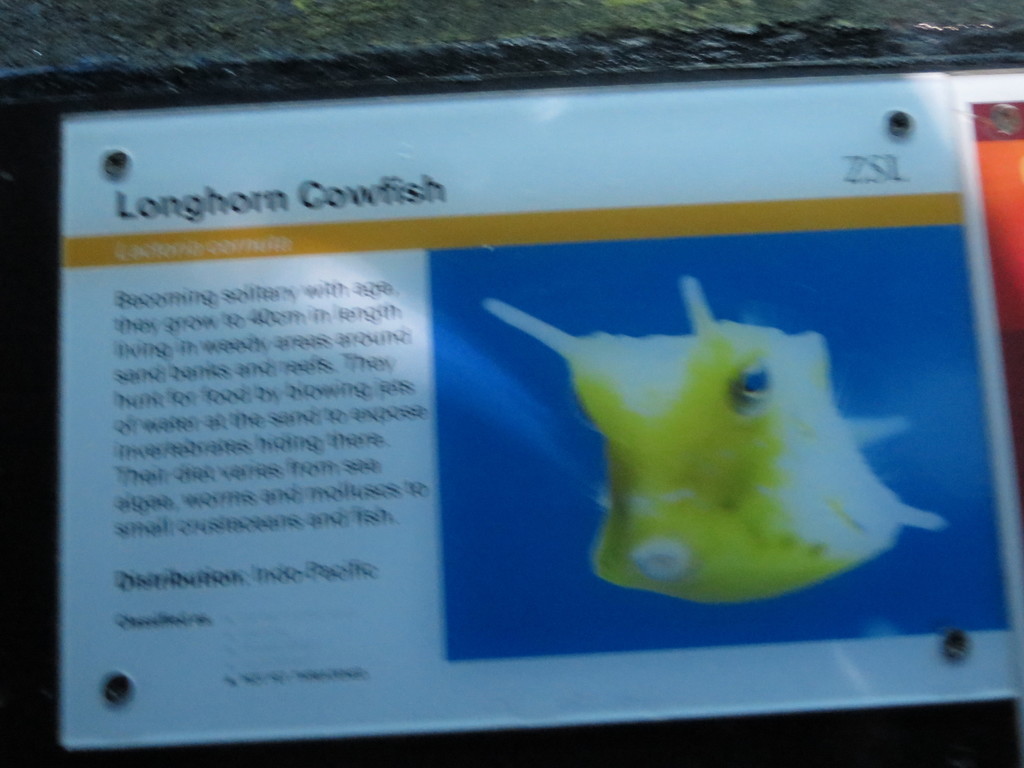 Longhorn Cowfish
ZSL
Lactoria cornuta
Becoming solitary with age,
they grow to 40cm in length
living in weedy areas around
sand banks and reefs. They
hunt for food by blowing jets
of water at the sand to expose
invertebrates hiding there.
Their diet varies from sea
algae, worms and molluscs to
small crustaceans and fish.
Distribution: Indo-Pacific